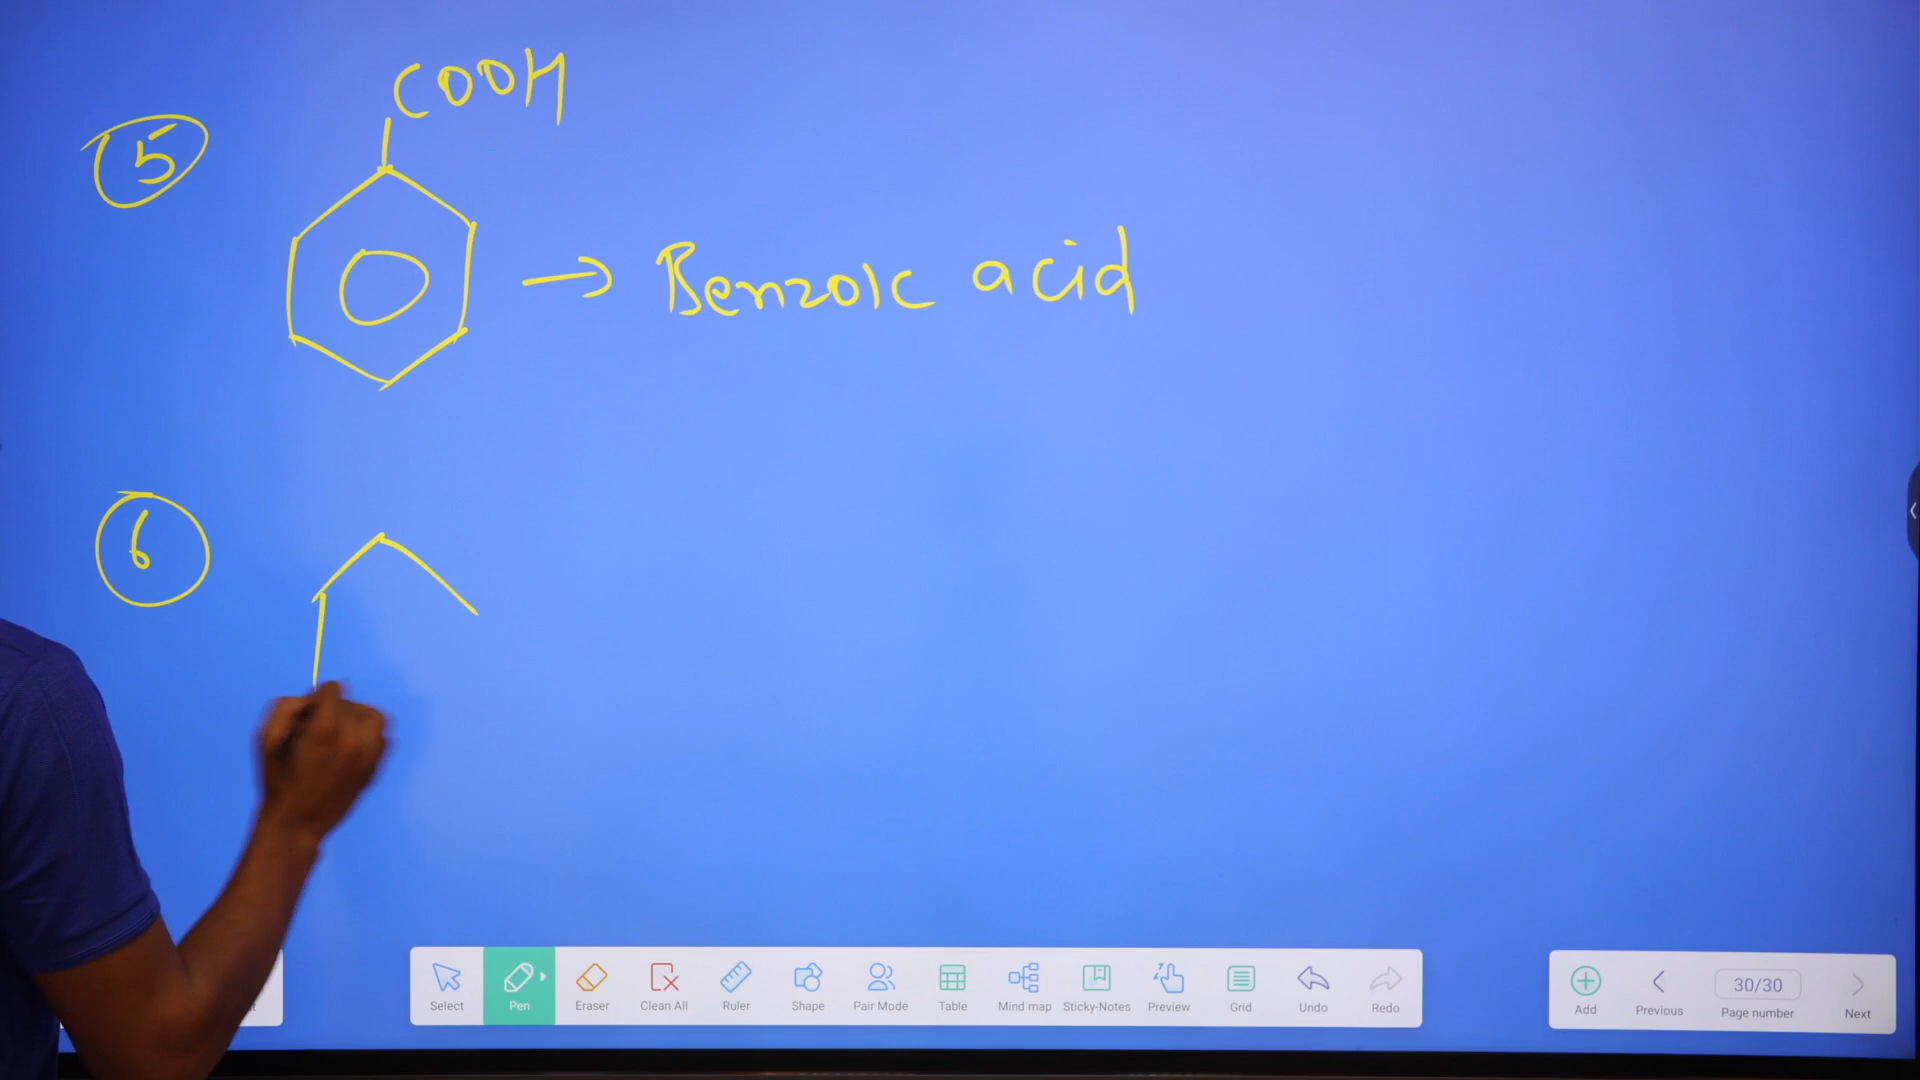 5
COOH
→ Benzoic acid
6
Select
Pen
Eraser
Clean All
Ruler
Shape
Pair Mode
Table
Mind map
Sticky-Notes
Preview
Grid
Undo
Redo
Add
Previous
30/30
Page number
Next